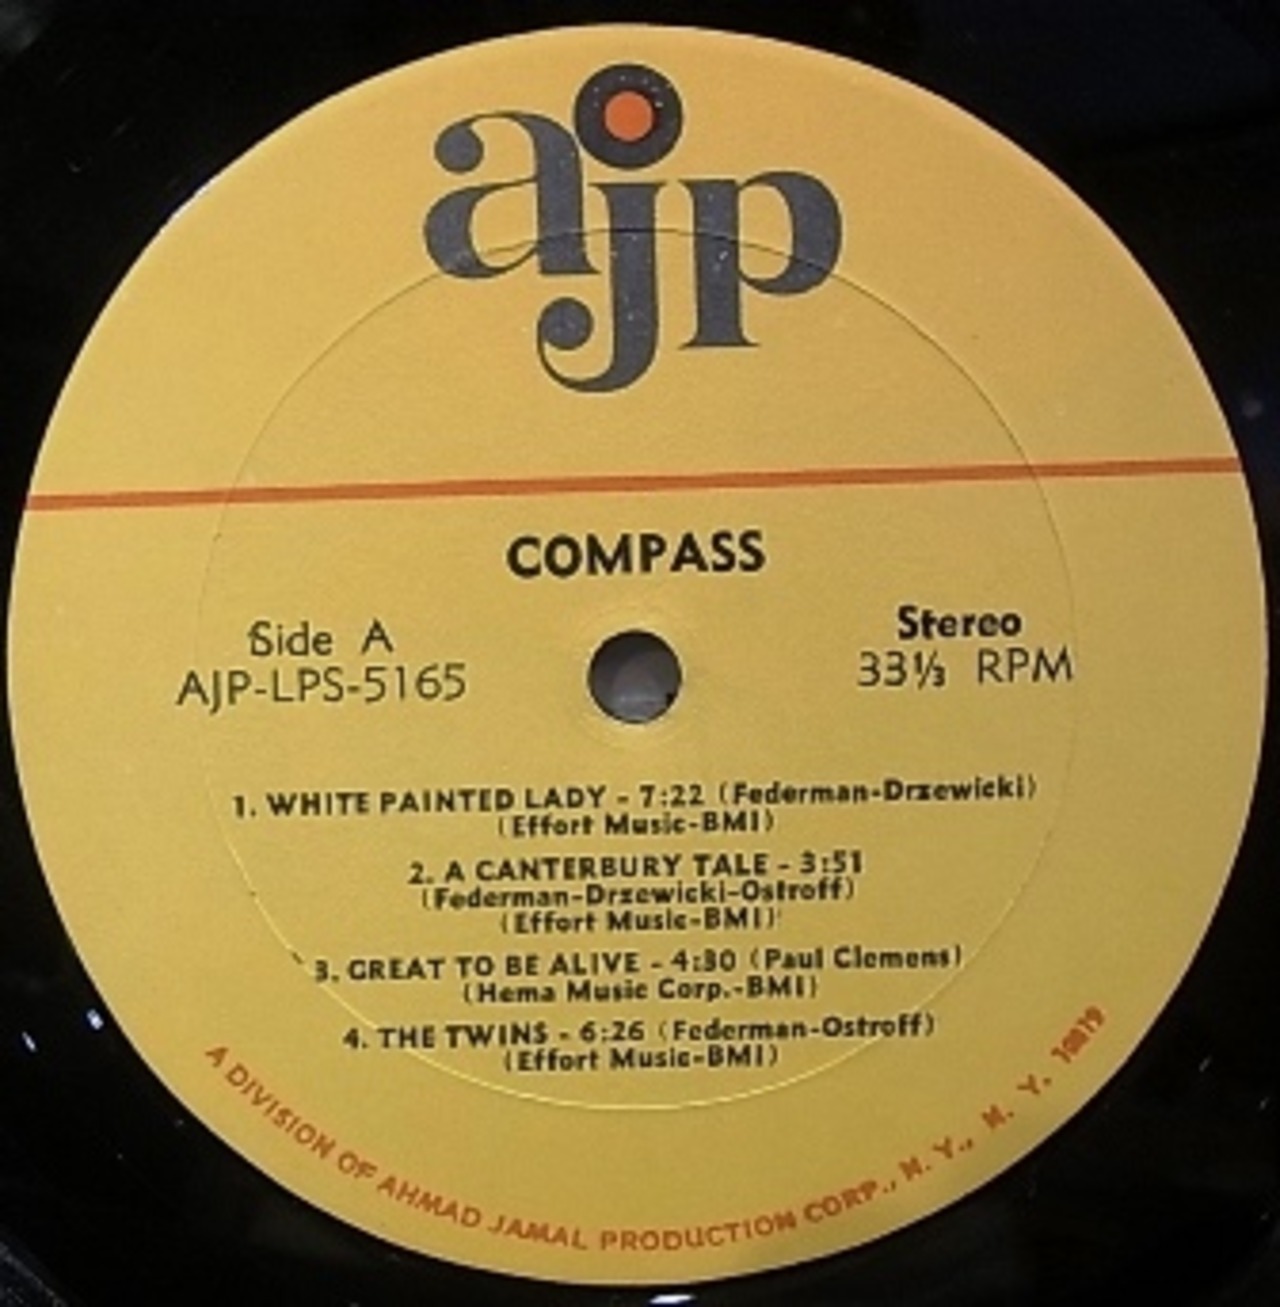 ajp
COMPASS
Side A
AJP-LPS-5165
Stereo
33⅓ RPM
1. WHITE PAINTED LADY - 7:22 (Federman-Drzewicki)
(Effort Music-BMI)
2. A CANTERBURY TALE - 3:51
(Federman-Drzewicki-Ostroff)
(Effort Music-BMI)
3. GREAT TO BE ALIVE - 4:30 (Paul Clemens)
(Hema Music Corp.-BMI)
4. THE TWINS - 6:26 (Federman-Ostroff)
(Effort Music-BMI)
A DIVISION OF AHMAD JAMAL PRODUCTION CORP., N. Y., N. Y. 10019